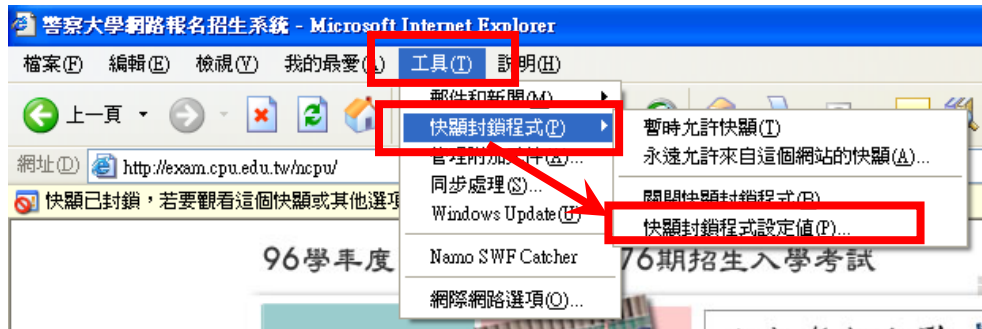 警察大學網路報名招生系統 - Microsoft Internet Explorer
檔案(F) 編輯(E) 檢視(V) 我的最愛(A) 工具(T) 說明(H)
上一頁
郵件和新聞(M)
快顯封鎖程式(P)
管理附加元件(A)...
同步處理(S)...
Windows Update(U)
Namo SWF Catcher
網際網路選項(O)...
暫時允許快顯(T)
永遠允許來自這個網站的快顯(A)...
關閉快顯封鎖程式(B)
快顯封鎖程式設定值(P)...
網址(D) http://exam.cpu.edu.tw/ncpu/
快顯已封鎖，若要觀看這個快顯或其他選項
96學年度 76期招生入學考試